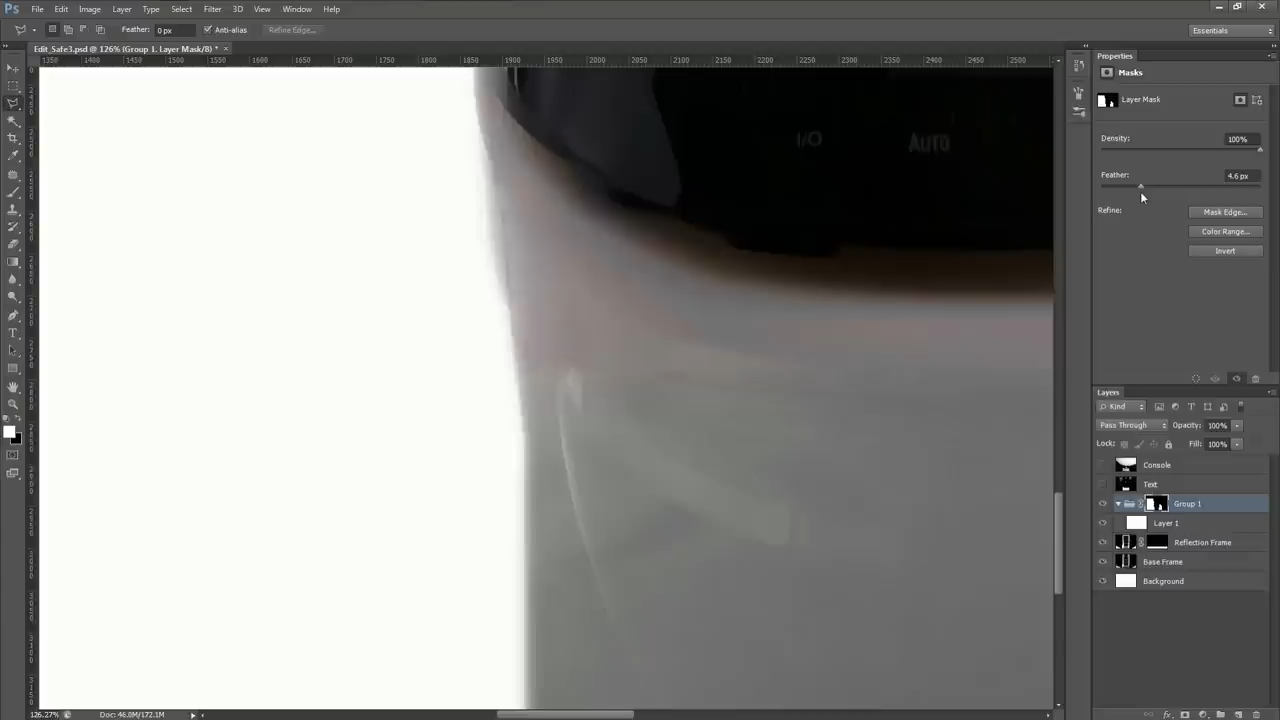 Ps File Edit Image Layer Type Select Filter 3D View Window Help
Feather: 0 px Anti-alias Refine Edge... Essentials
Edit_Safe3.psd @ 126% (Group 1, Layer Mask/8) * ×
1350 1400 1450 1500 1550 1600 1650 1700 1750 1800 1850 1900 1950 2000 2050 2100 2150 2200 2250 2300 2350 2400 2450 2500
Properties
Masks
Layer Mask
Density: 100%
I/O AUTO
Feather: 4.6 px
Refine: Mask Edge...
Color Range...
Invert
Layers
Kind
Pass Through Opacity: 100%
Lock: Fill: 100%
Console
Text
Group 1
Layer 1
Reflection Frame
Base Frame
Background
126.27% Doc: 46.0M/172.1M